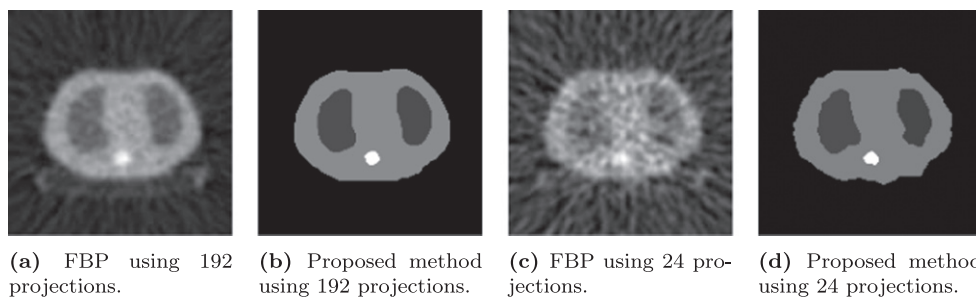 (a) FBP using 192 projections.
(b) Proposed method using 192 projections.
(c) FBP using 24 pro-
jections.
(d) Proposed method using 24 projections.